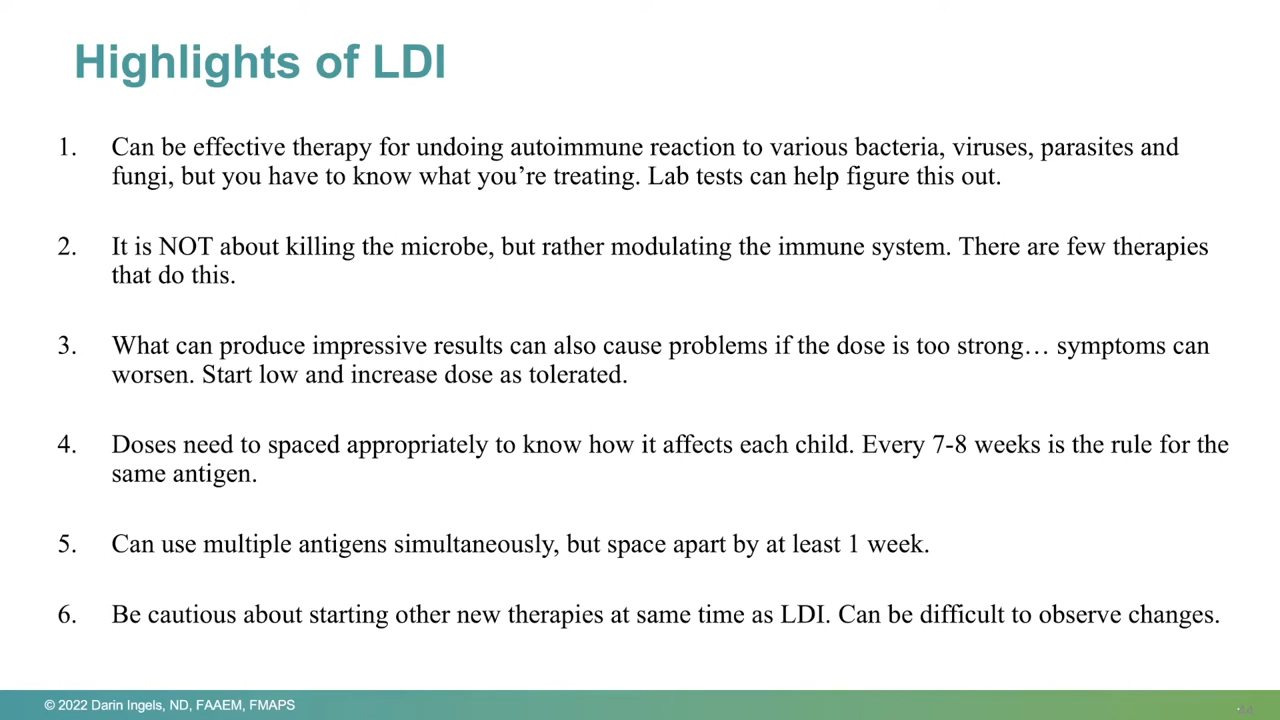 Highlights of LDI
1. Can be effective therapy for undoing autoimmune reaction to various bacteria, viruses, parasites and
fungi, but you have to know what you’re treating. Lab tests can help figure this out.
2. It is NOT about killing the microbe, but rather modulating the immune system. There are few therapies
that do this.
3. What can produce impressive results can also cause problems if the dose is too strong… symptoms can
worsen. Start low and increase dose as tolerated.
4. Doses need to spaced appropriately to know how it affects each child. Every 7-8 weeks is the rule for the
same antigen.
5. Can use multiple antigens simultaneously, but space apart by at least 1 week.
6. Be cautious about starting other new therapies at same time as LDI. Can be difficult to observe changes.
© 2022 Darin Ingels, ND, FAAEM, FMAPS